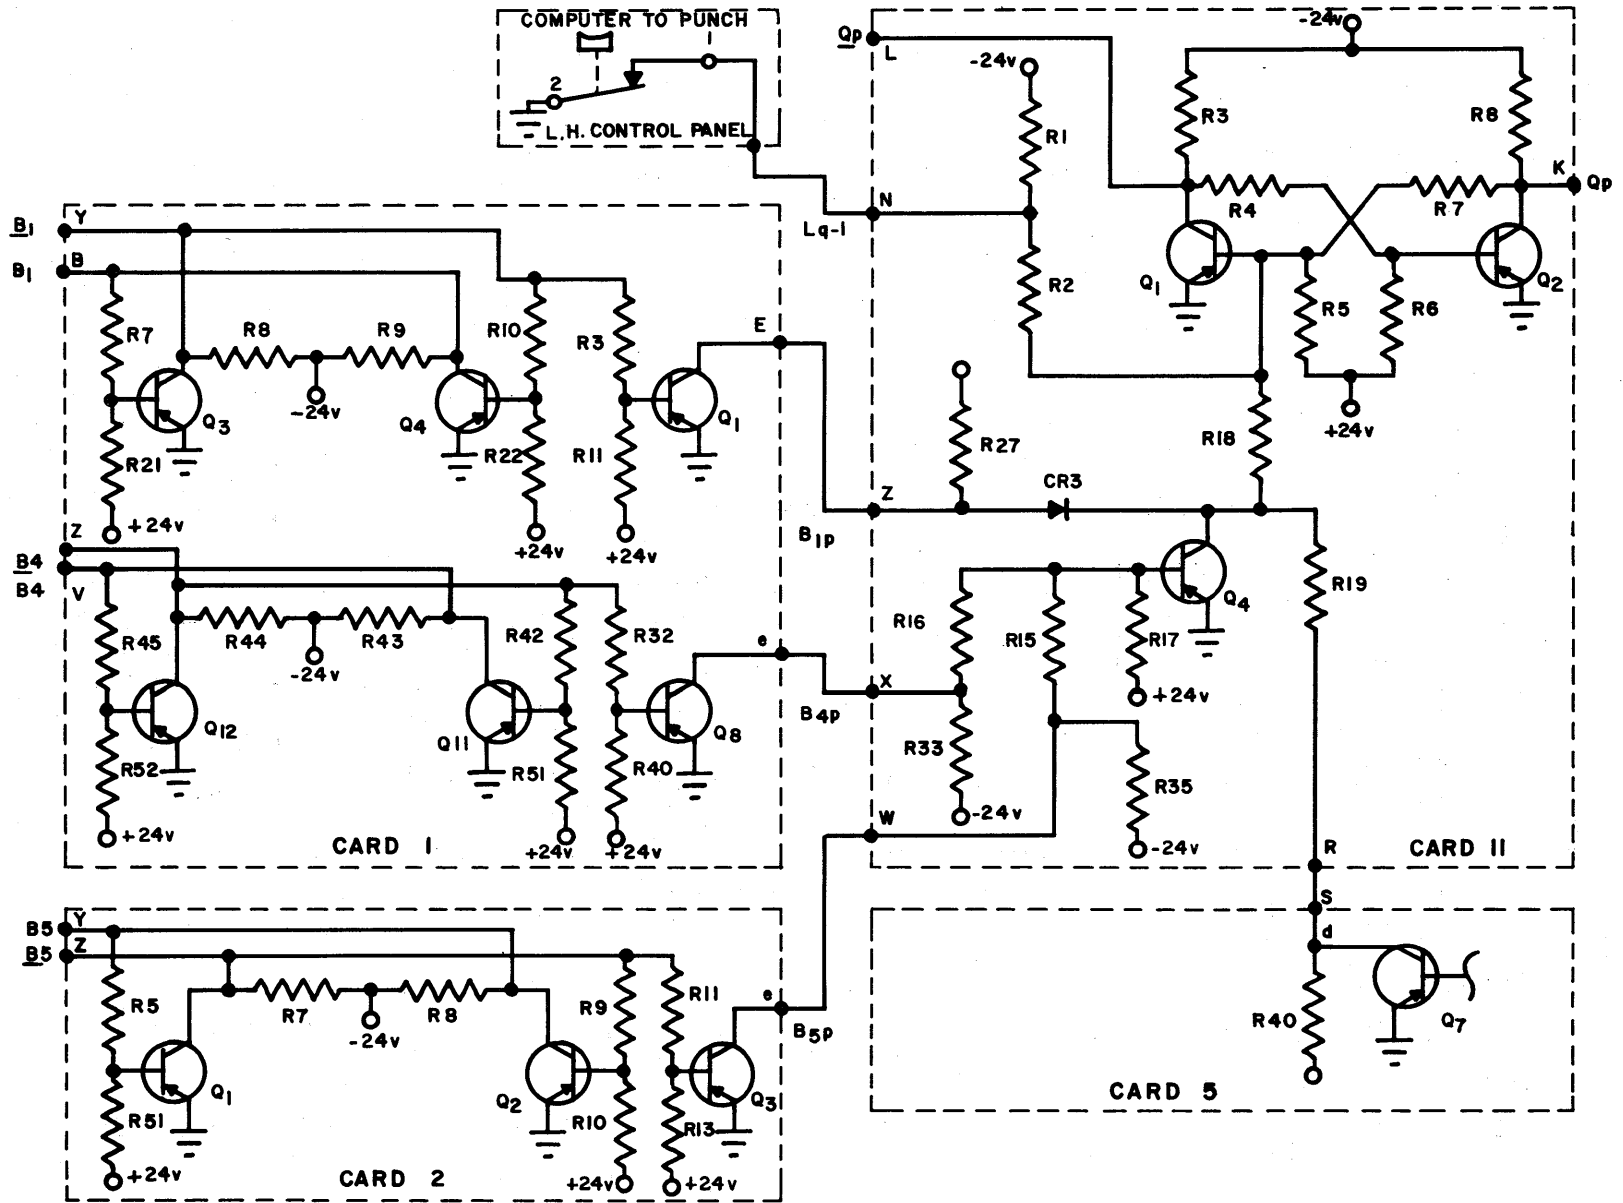 COMPUTER TO PUNCH
2
L.H. CONTROL PANEL
Qp
L
-24v
-24v
R1
R3
R8
K
Qp
R4
R7
N
Lq-1
R2
Q1
Q2
R5
R6
+24v
R27
R18
CR3
Z
B1p
Q4
R19
R16
R15
R17
+24v
X
B4p
R33
-24v
R35
-24v
W
R
CARD 11
B1
Y
B1
B
R7
R8
R9
R10
R3
E
-24v
Q3
Q4
Q1
R21
R22
R11
+24v
+24v
+24v
Z
B4
B4
V
R45
R44
R43
R42
R32
e
-24v
Q12
Q11
Q8
R52
R51
R40
+24v
+24v
+24v
CARD 1
B5
Y
B5
Z
R5
R7
R8
R9
R11
e
B5p
-24v
Q1
Q2
Q3
R51
R10
R13
+24v
+24v
+24v
CARD 2
S
d
R40
Q7
CARD 5